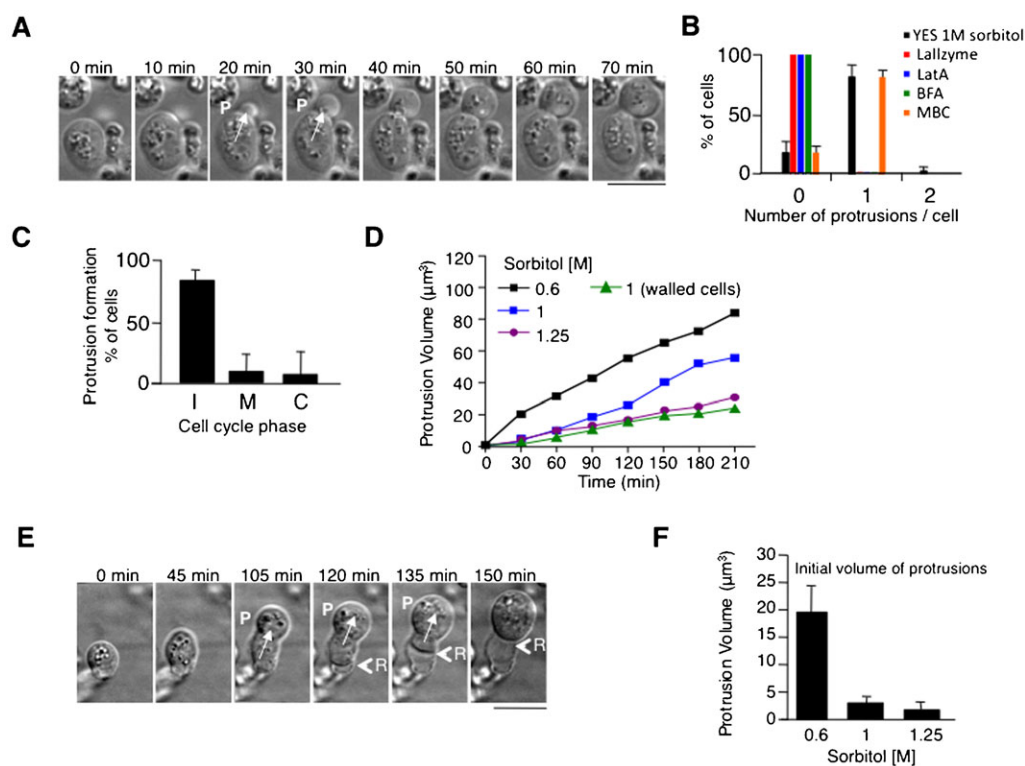 A
0 min 10 min 20 min 30 min 40 min 50 min 60 min 70 min
P P
B
YES 1M sorbitol
Lallzyme
LatA
BFA
MBC
% of cells
100
50
0
0 1 2
Number of protrusions / cell
C
Protrusion formation
% of cells
100
50
0
I M C
Cell cycle phase
D
Protrusion Volume (µm³)
Sorbitol [M]
0.6 1 (walled cells)
1
1.25
120
100
80
60
40
20
0
0 30 60 90 120 150 180 210
Time (min)
E
0 min 45 min 105 min 120 min 135 min 150 min
P P P
R R R
F
Protrusion Volume (µm³)
Initial volume of protrusions
30
25
20
15
10
5
0
0.6 1 1.25
Sorbitol [M]